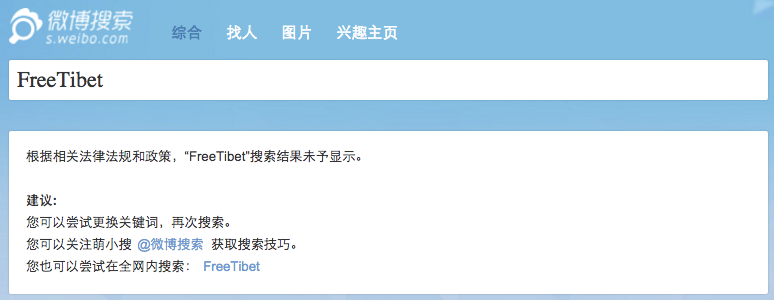 微博搜索
s.weibo.com
综合 找人 图片 兴趣主页
FreeTibet
根据相关法律法规和政策，“FreeTibet”搜索结果未予显示。
建议:
您可以尝试更换关键词，再次搜索。
您可以关注萌小搜 @微博搜索 获取搜索技巧。
您也可以尝试在全网内搜索： FreeTibet